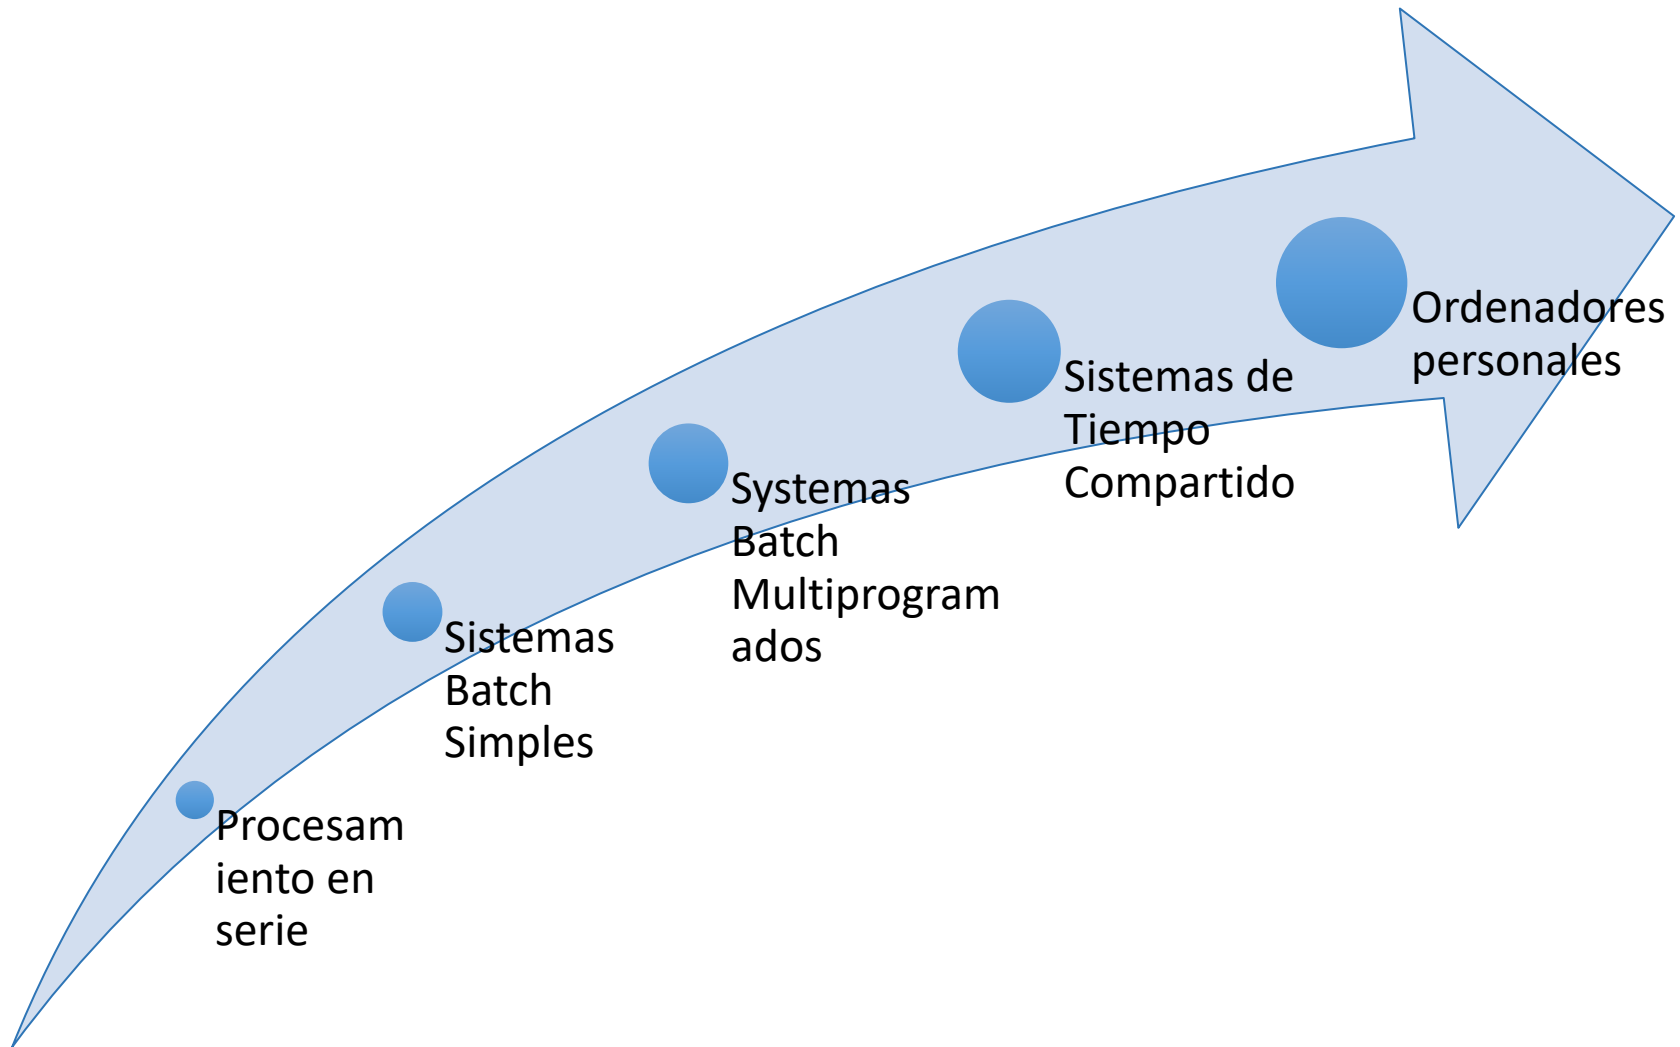 Procesam
iento en
serie
Sistemas
Batch
Simples
Systemas
Batch
Multiprogram
ados
Sistemas de
Tiempo
Compartido
Ordenadores
personales